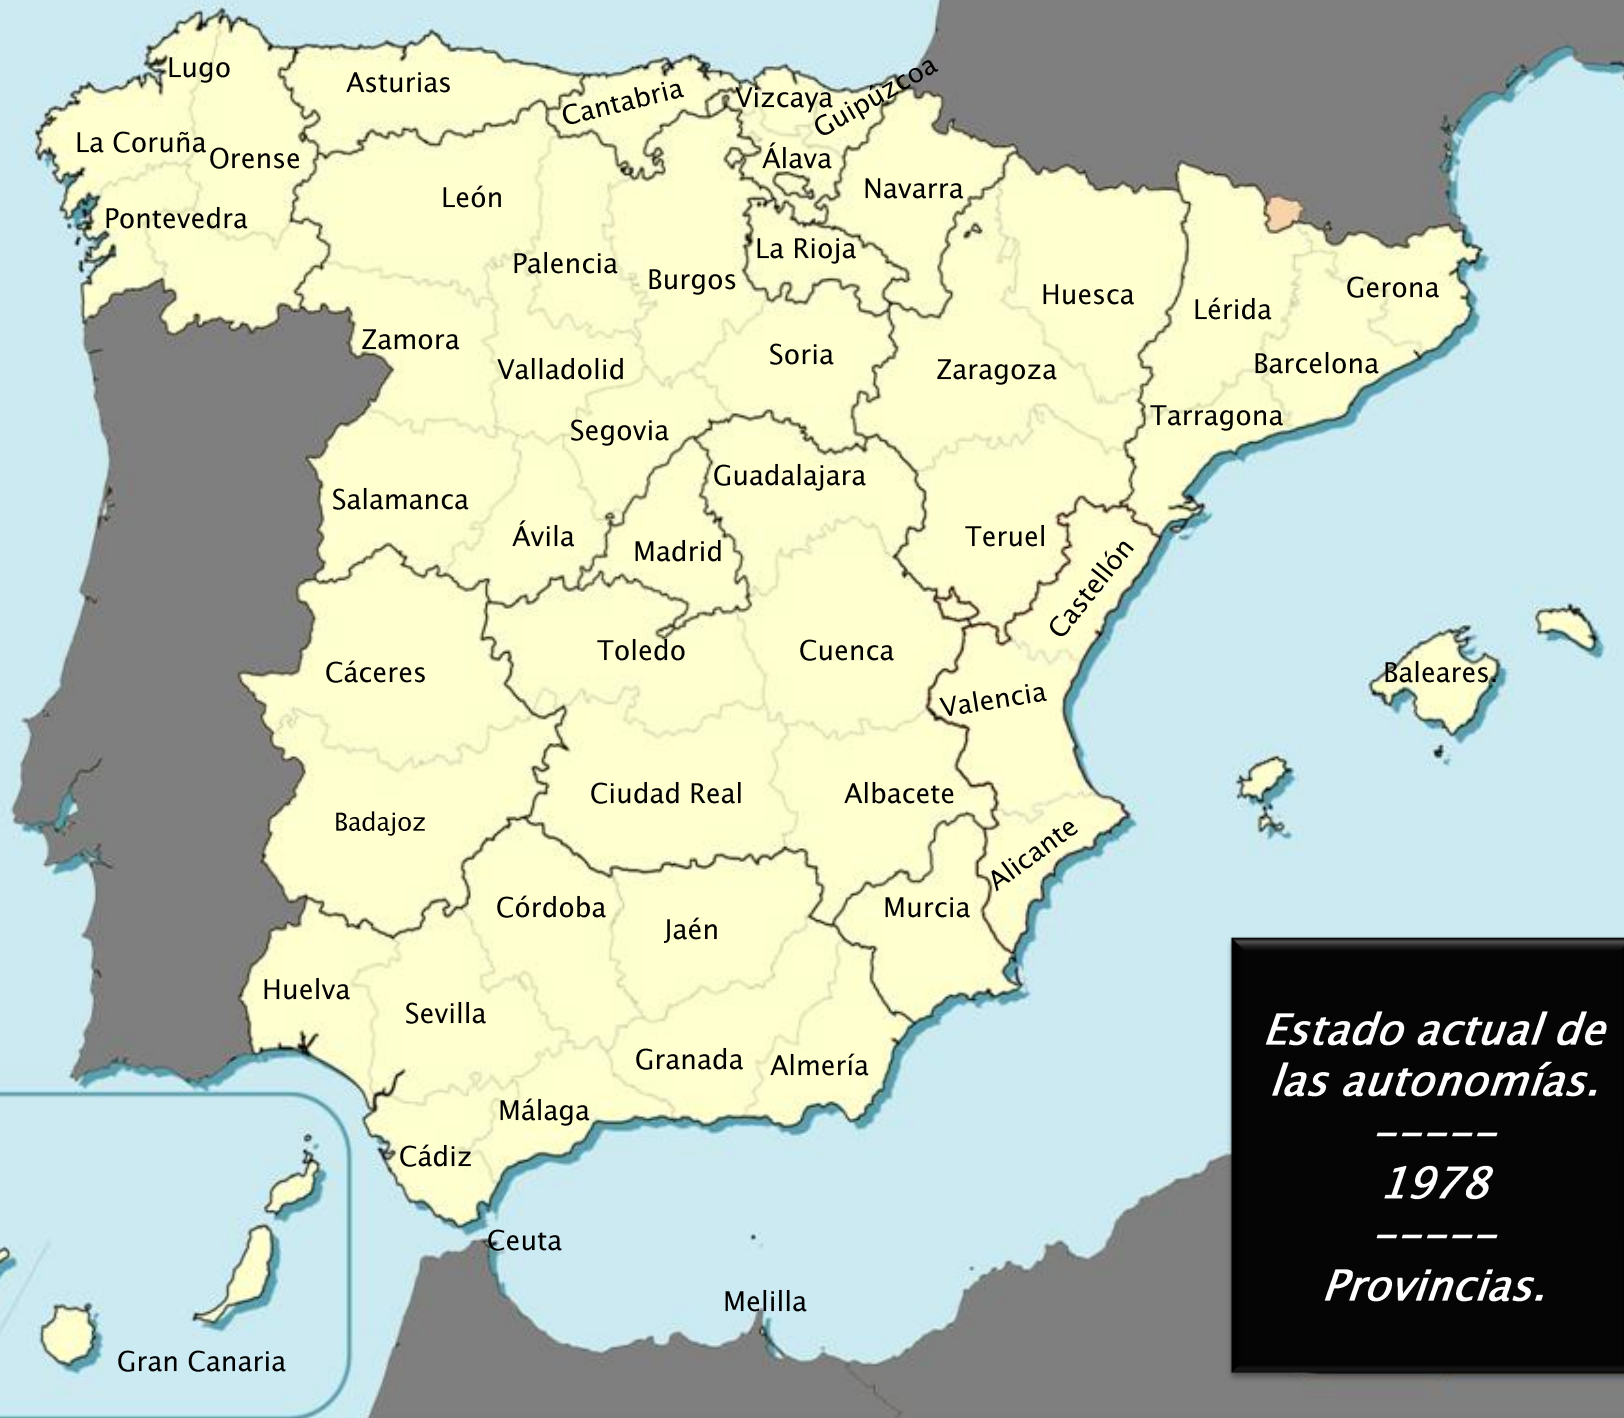 Lugo
Asturias
Cantabria
Vizcaya
Guipúzcoa
La Coruña
Orense
Álava
Navarra
León
Pontevedra
La Rioja
Palencia
Burgos
Huesca
Lérida
Gerona
Zamora
Valladolid
Soria
Zaragoza
Barcelona
Tarragona
Segovia
Guadalajara
Salamanca
Ávila
Madrid
Teruel
Castellón
Cáceres
Toledo
Cuenca
Valencia
Baleares.
Badajoz
Ciudad Real
Albacete
Alicante
Córdoba
Jaén
Murcia
Huelva
Sevilla
Granada
Almería
Málaga
Cádiz
Ceuta
Melilla
Gran Canaria
Estado actual de
las autonomías.
-----
1978
-----
Provincias.